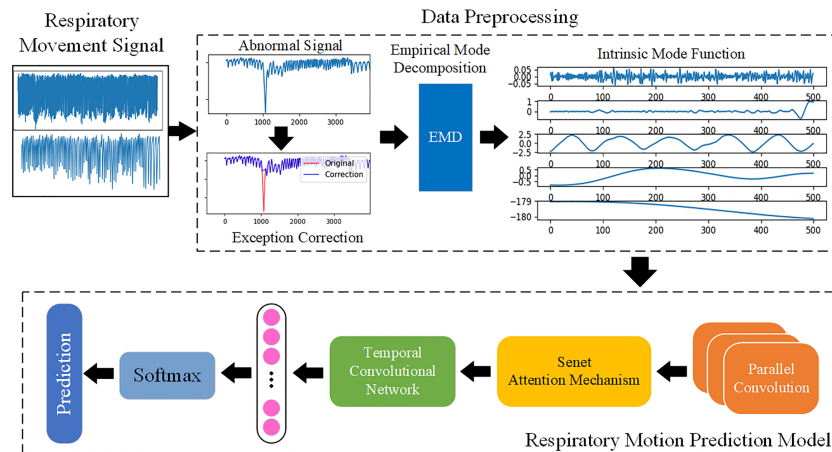 Respiratory
Movement Signal
Data Preprocessing
Abnormal Signal
0 1000 2000 3000
Original
Correction
0 1000 2000 3000
Exception Correction
Empirical Mode
Decomposition
EMD
Intrinsic Mode Function
0.05
0.00
−0.05
0 100 200 300 400 500
1
0
0 100 200 300 400 500
2.5
0.0
−2.5
0 100 200 300 400 500
0.5
−0.5
0 100 200 300 400 500
−179
−180
0 100 200 300 400 500
Prediction
Softmax
Temporal
Convolutional
Network
Senet
Attention Mechanism
Parallel
Convolution
Respiratory Motion Prediction Model